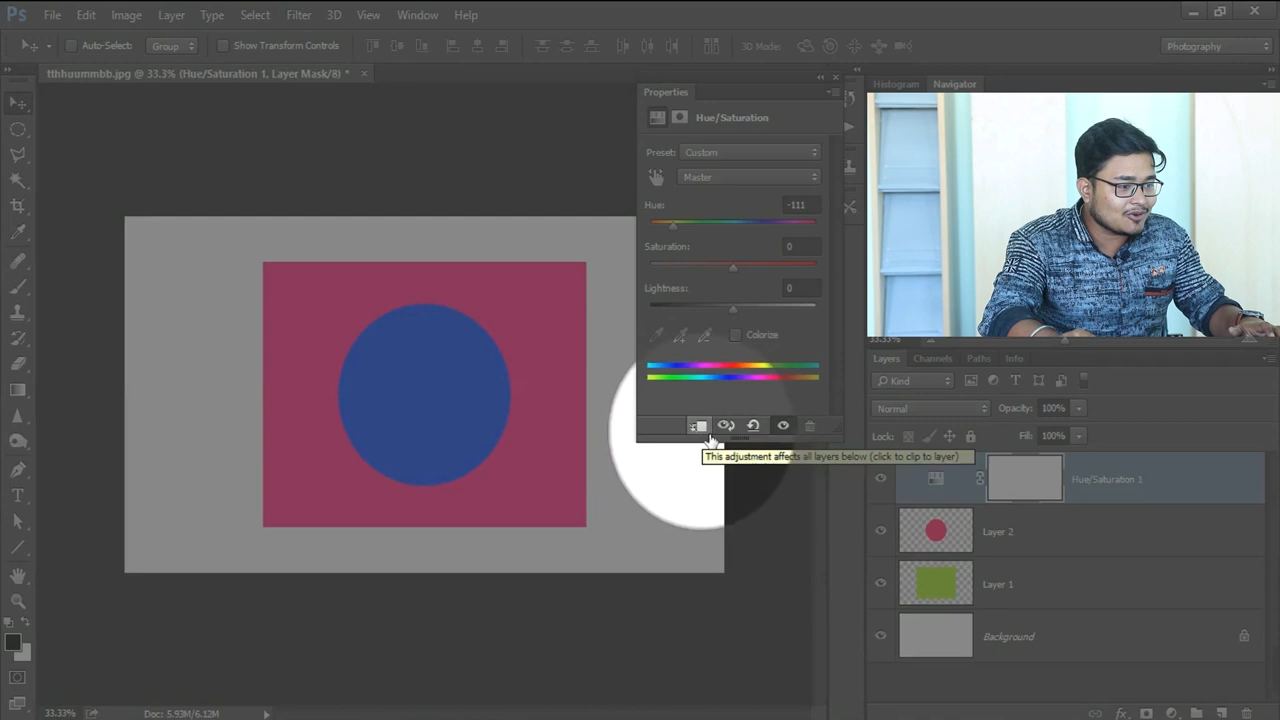 Ps File Edit Image Layer Type Select Filter 3D View Window Help
Auto-Select: Group Show Transform Controls 3D Mode: Photography
tthhuummbb.jpg @ 33.3% (Hue/Saturation 1, Layer Mask/8) *
Histogram Navigator
Properties
Hue/Saturation
Preset: Custom
Master
Hue: -111
Saturation: 0
Lightness: 0
Colorize
This adjustment affects all layers below (click to clip to layer)
33.33%
Layers Channels Paths Info
Kind
Normal Opacity: 100%
Lock: Fill: 100%
Hue/Saturation 1
Layer 2
Layer 1
Background
33.33% Doc: 5.93M/6.12M